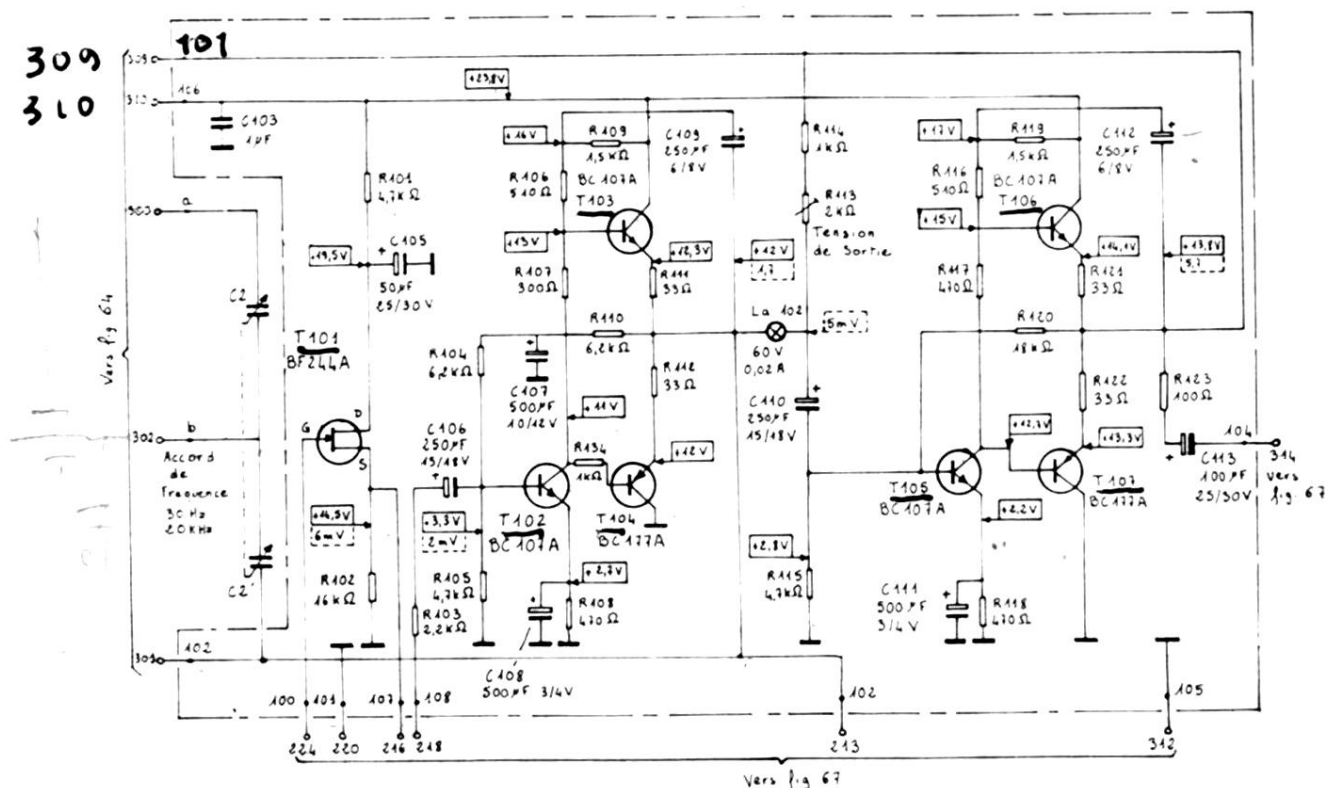 309
101
309
310
106
310
+23,8V
C103
1µF
R101
4,7kΩ
+16V
R109
1,5kΩ
C109
250µF
6/8V
R114
1kΩ
+17V
R119
1,5kΩ
C112
250µF
6/8V
R106
510Ω
BC107A
T103
R113
2kΩ
Tension
de Sortie
R116
510Ω
BC107A
T106
a
303
+19,5V
C105
50µF
25/30V
+13V
R107
300Ω
+12,3V
R111
33Ω
+12V
1,7
+15V
R117
470Ω
+14,1V
R121
33Ω
+13,8V
5,7
Vers fig 64
C2
T101
BF244A
R104
6,2kΩ
R110
6,2kΩ
La 102
60V
0,02A
5mV
R120
18kΩ
C107
500µF
10/12V
R112
33Ω
C110
250µF
15/18V
R122
33Ω
R123
100Ω
302
b
Accord
de
Frequence
30 Hz
20 kHz
G
D
S
C106
250µF
15/18V
+11V
R134
1kΩ
+12V
+12,7V
+13,3V
104
314
vers
fig. 67
C113
100µF
25/30V
+14,5V
6mV
+3,3V
2mV
T102
BC107A
T104
BC177A
T105
BC107A
T107
BC177A
+2,2V
+2,8V
C2'
R102
16kΩ
R105
4,7kΩ
R103
2,2kΩ
+2,7V
R108
470Ω
R115
4,7kΩ
C111
500µF
3/4V
R118
470Ω
301
102
C108
500µF 3/4V
100
101
107
108
102
105
224
220
216
218
213
312
Vers fig 67